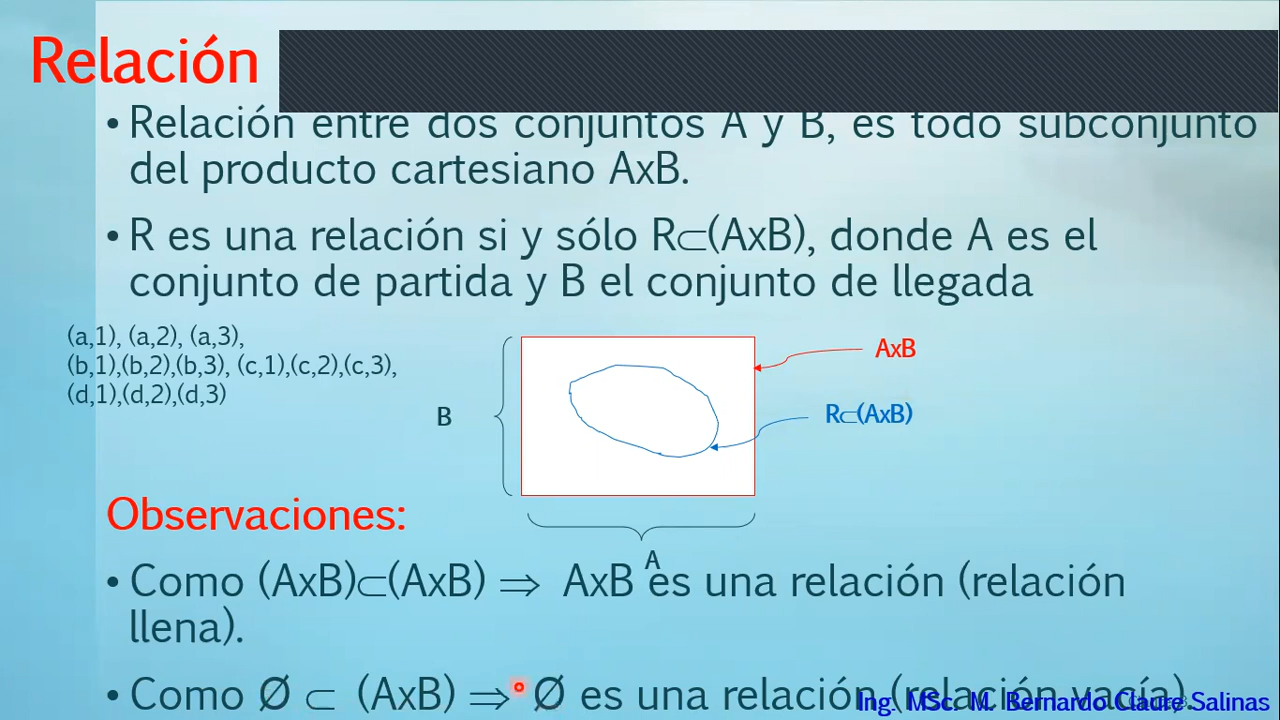 Relación
• Relación entre dos conjuntos A y B, es todo subconjunto
del producto cartesiano AxB.
• R es una relación si y sólo R⊂(AxB), donde A es el
conjunto de partida y B el conjunto de llegada
(a,1), (a,2), (a,3),
(b,1),(b,2),(b,3), (c,1),(c,2),(c,3),
(d,1),(d,2),(d,3)
B
AxB
R⊂(AxB)
A
Observaciones:
• Como (AxB)⊂(AxB) ⇒ AxB es una relación (relación
llena).
• Como Ø ⊂ (AxB) ⇒ Ø es una relación (relación vacía).
Ing. MSc. M. Bernardo Claure Salinas